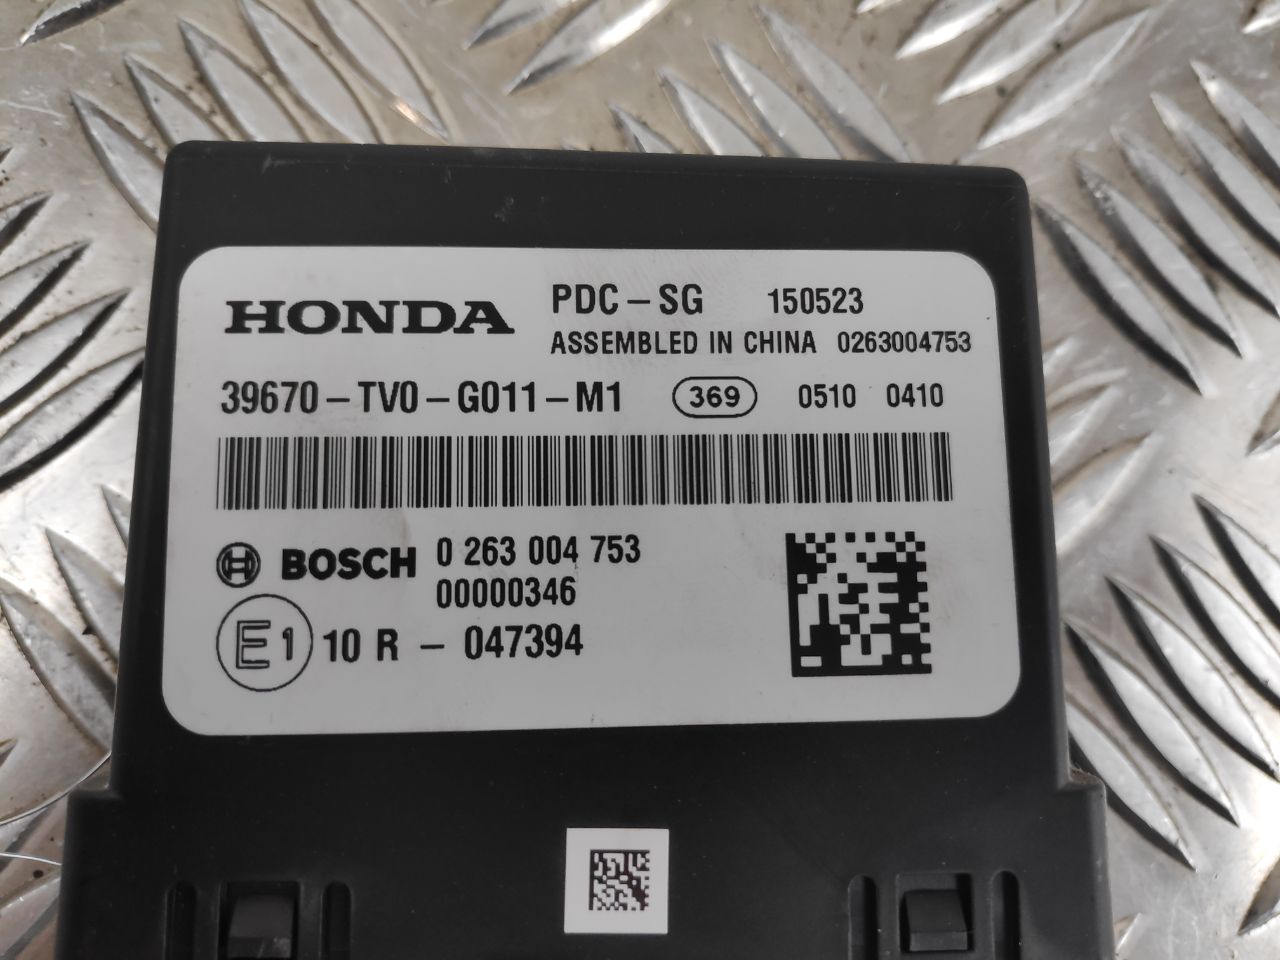 HONDA PDC-SG 150523
ASSEMBLED IN CHINA 0263004753
39670-TV0-G011-M1 369 0510 0410
BOSCH 0 263 004 753
00000346
E1 10 R - 047394